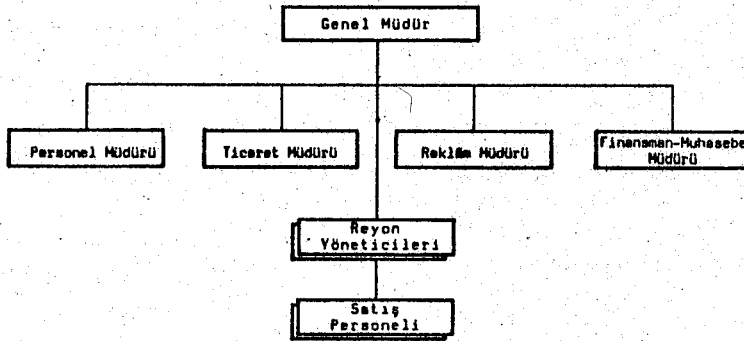 Genel Müdür
Personel Müdürü
Ticaret Müdürü
Reklâm Müdürü
Finansman-Muhasebe
Müdürü
Reyon
Yöneticileri
Satış
Personeli